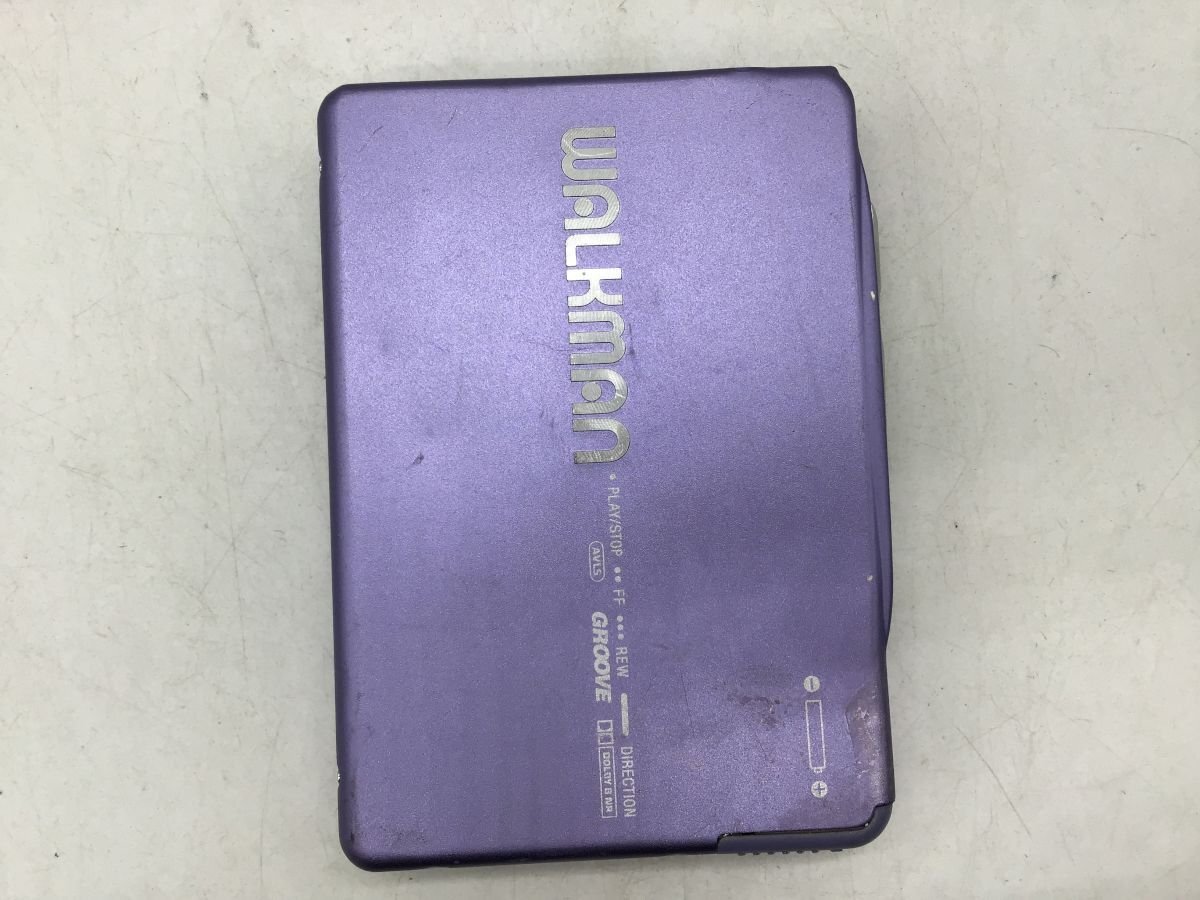 WALKMAN
• PLAY/STOP •• FF ••• REW — DIRECTION
AVLS GROOVE DOLBY B NR
− +